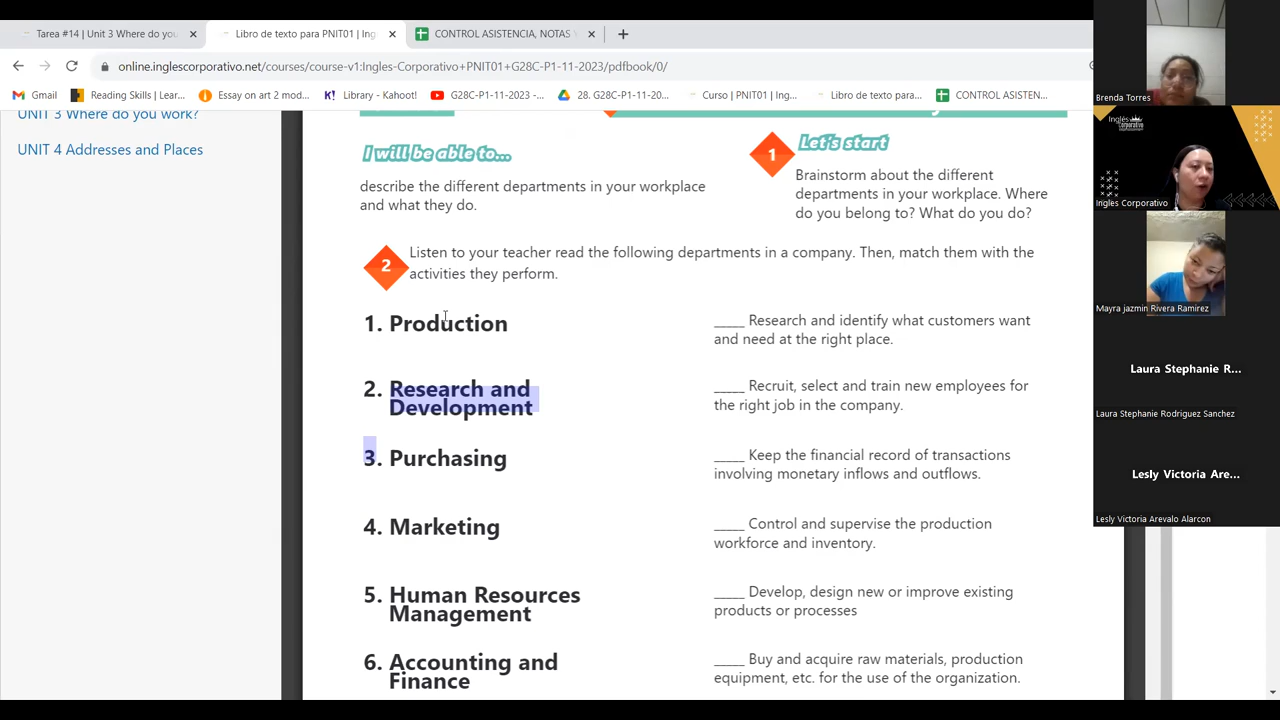 Tarea #14 | Unit 3 Where do you
Libro de texto para PNIT01 | Ing
CONTROL ASISTENCIA, NOTAS
online.inglescorporativo.net/courses/course-v1:Ingles-Corporativo+PNIT01+G28C-P1-11-2023/pdfbook/0/
Gmail
Reading Skills | Lear...
Essay on art 2 mod...
Library - Kahoot!
G28C-P1-11-2023 -...
28. G28C-P1-11-20...
Curso | PNIT01 | Ing...
Libro de texto para...
CONTROL ASISTEN...
UNIT 3 Where do you work?
UNIT 4 Addresses and Places
I will be able to...
describe the different departments in your workplace
and what they do.
1
Let's start
Brainstorm about the different
departments in your workplace. Where
do you belong to? What do you do?
2
Listen to your teacher read the following departments in a company. Then, match them with the
activities they perform.
1. Production
_____ Research and identify what customers want
and need at the right place.
2. Research and
Development
_____ Recruit, select and train new employees for
the right job in the company.
3. Purchasing
_____ Keep the financial record of transactions
involving monetary inflows and outflows.
4. Marketing
_____ Control and supervise the production
workforce and inventory.
5. Human Resources
Management
_____ Develop, design new or improve existing
products or processes
6. Accounting and
Finance
_____ Buy and acquire raw materials, production
equipment, etc. for the use of the organization.
Brenda Torres
Inglés
Corporativo
Ingles Corporativo
Mayra jazmin Rivera Ramirez
Laura Stephanie R...
Laura Stephanie Rodriguez Sanchez
Lesly Victoria Are...
Lesly Victoria Arevalo Alarcon